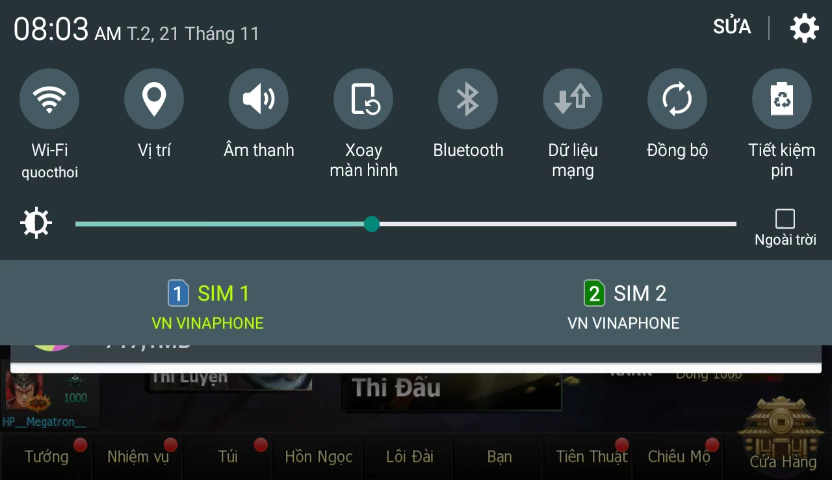 08:03 AM T.2, 21 Tháng 11
SỬA
Wi-Fi
quocthoi
Vị trí
Âm thanh
Xoay
màn hình
Bluetooth
Dữ liệu
mạng
Đồng bộ
Tiết kiệm
pin
Ngoài trời
1 SIM 1
VN VINAPHONE
2 SIM 2
VN VINAPHONE
Thí Luyện
Thi Đấu
1000
HP__Megatron__
Tướng
Nhiệm vụ
Túi
Hồn Ngọc
Lôi Đài
Bạn
Tiên Thuật
Chiêu Mộ
Cửa Hàng